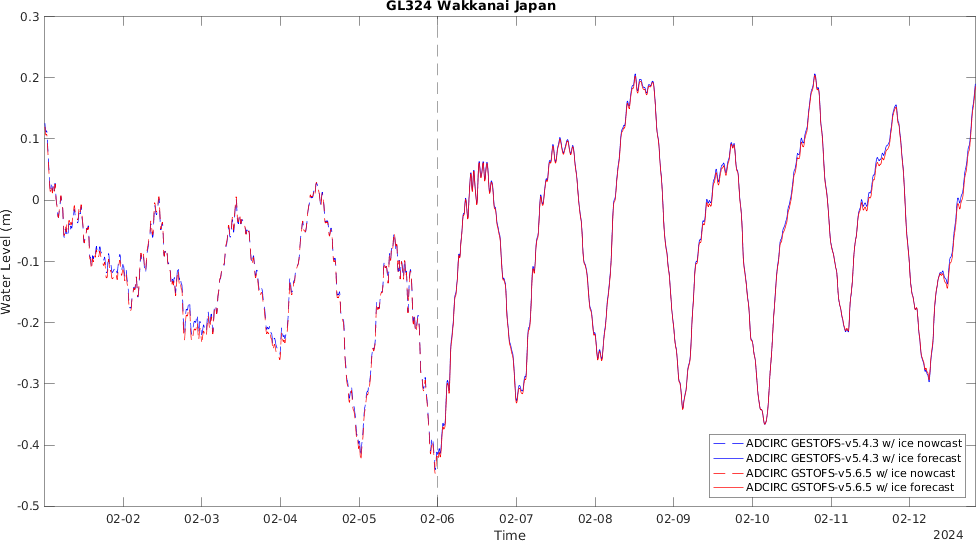 GL324 Wakkanai Japan
0.3
0.2
0.1
0
-0.1
-0.2
-0.3
-0.4
-0.5
Water Level (m)
02-02 02-03 02-04 02-05 02-06 02-07 02-08 02-09 02-10 02-11 02-12
Time
2024
ADCIRC GESTOFS-v5.4.3 w/ ice nowcast
ADCIRC GESTOFS-v5.4.3 w/ ice forecast
ADCIRC GSTOFS-v5.6.5 w/ ice nowcast
ADCIRC GSTOFS-v5.6.5 w/ ice forecast